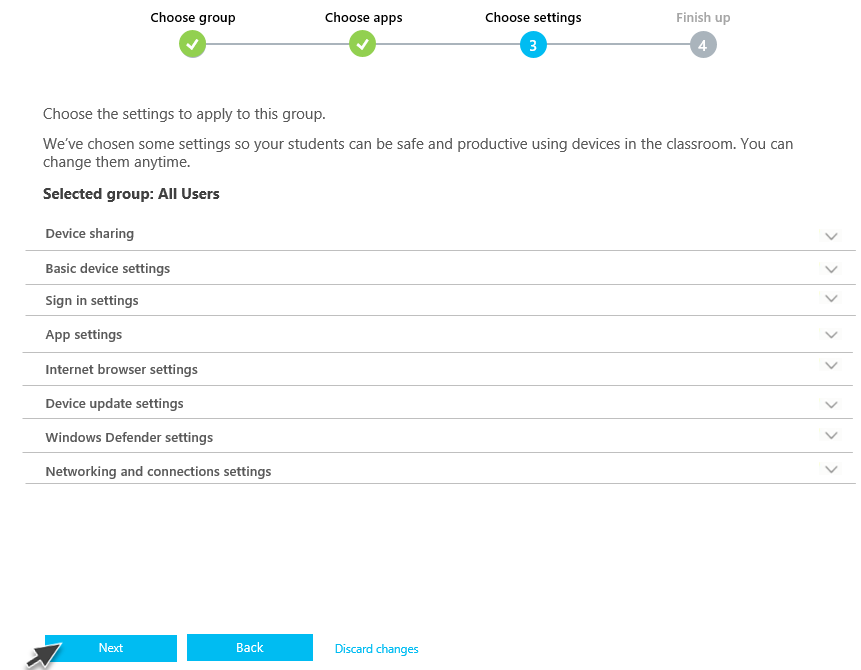 Choose group Choose apps Choose settings Finish up
3 4
Choose the settings to apply to this group.
We've chosen some settings so your students can be safe and productive using devices in the classroom. You can
change them anytime.
Selected group: All Users
Device sharing
Basic device settings
Sign in settings
App settings
Internet browser settings
Device update settings
Windows Defender settings
Networking and connections settings
Next Back Discard changes